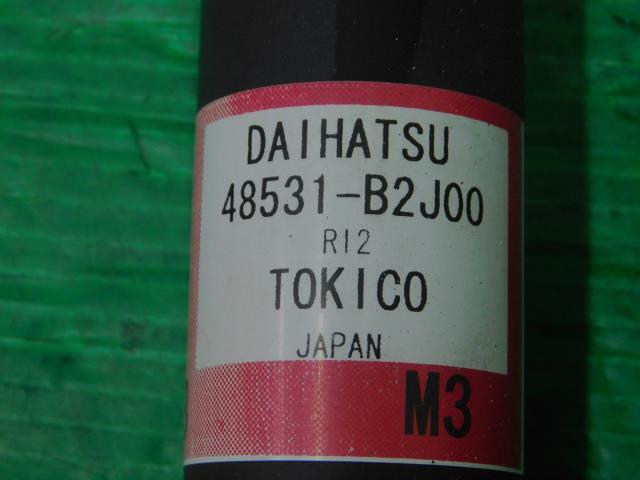 DAIHATSU
48531-B2J00
R12
TOKICO
JAPAN
M3